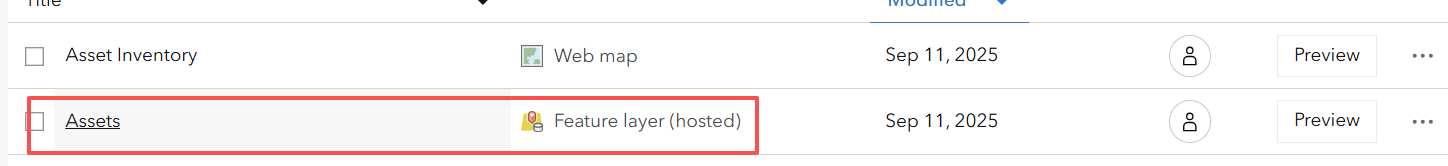 Title Modified
Asset Inventory Web map Sep 11, 2025 Preview
Assets Feature layer (hosted) Sep 11, 2025 Preview